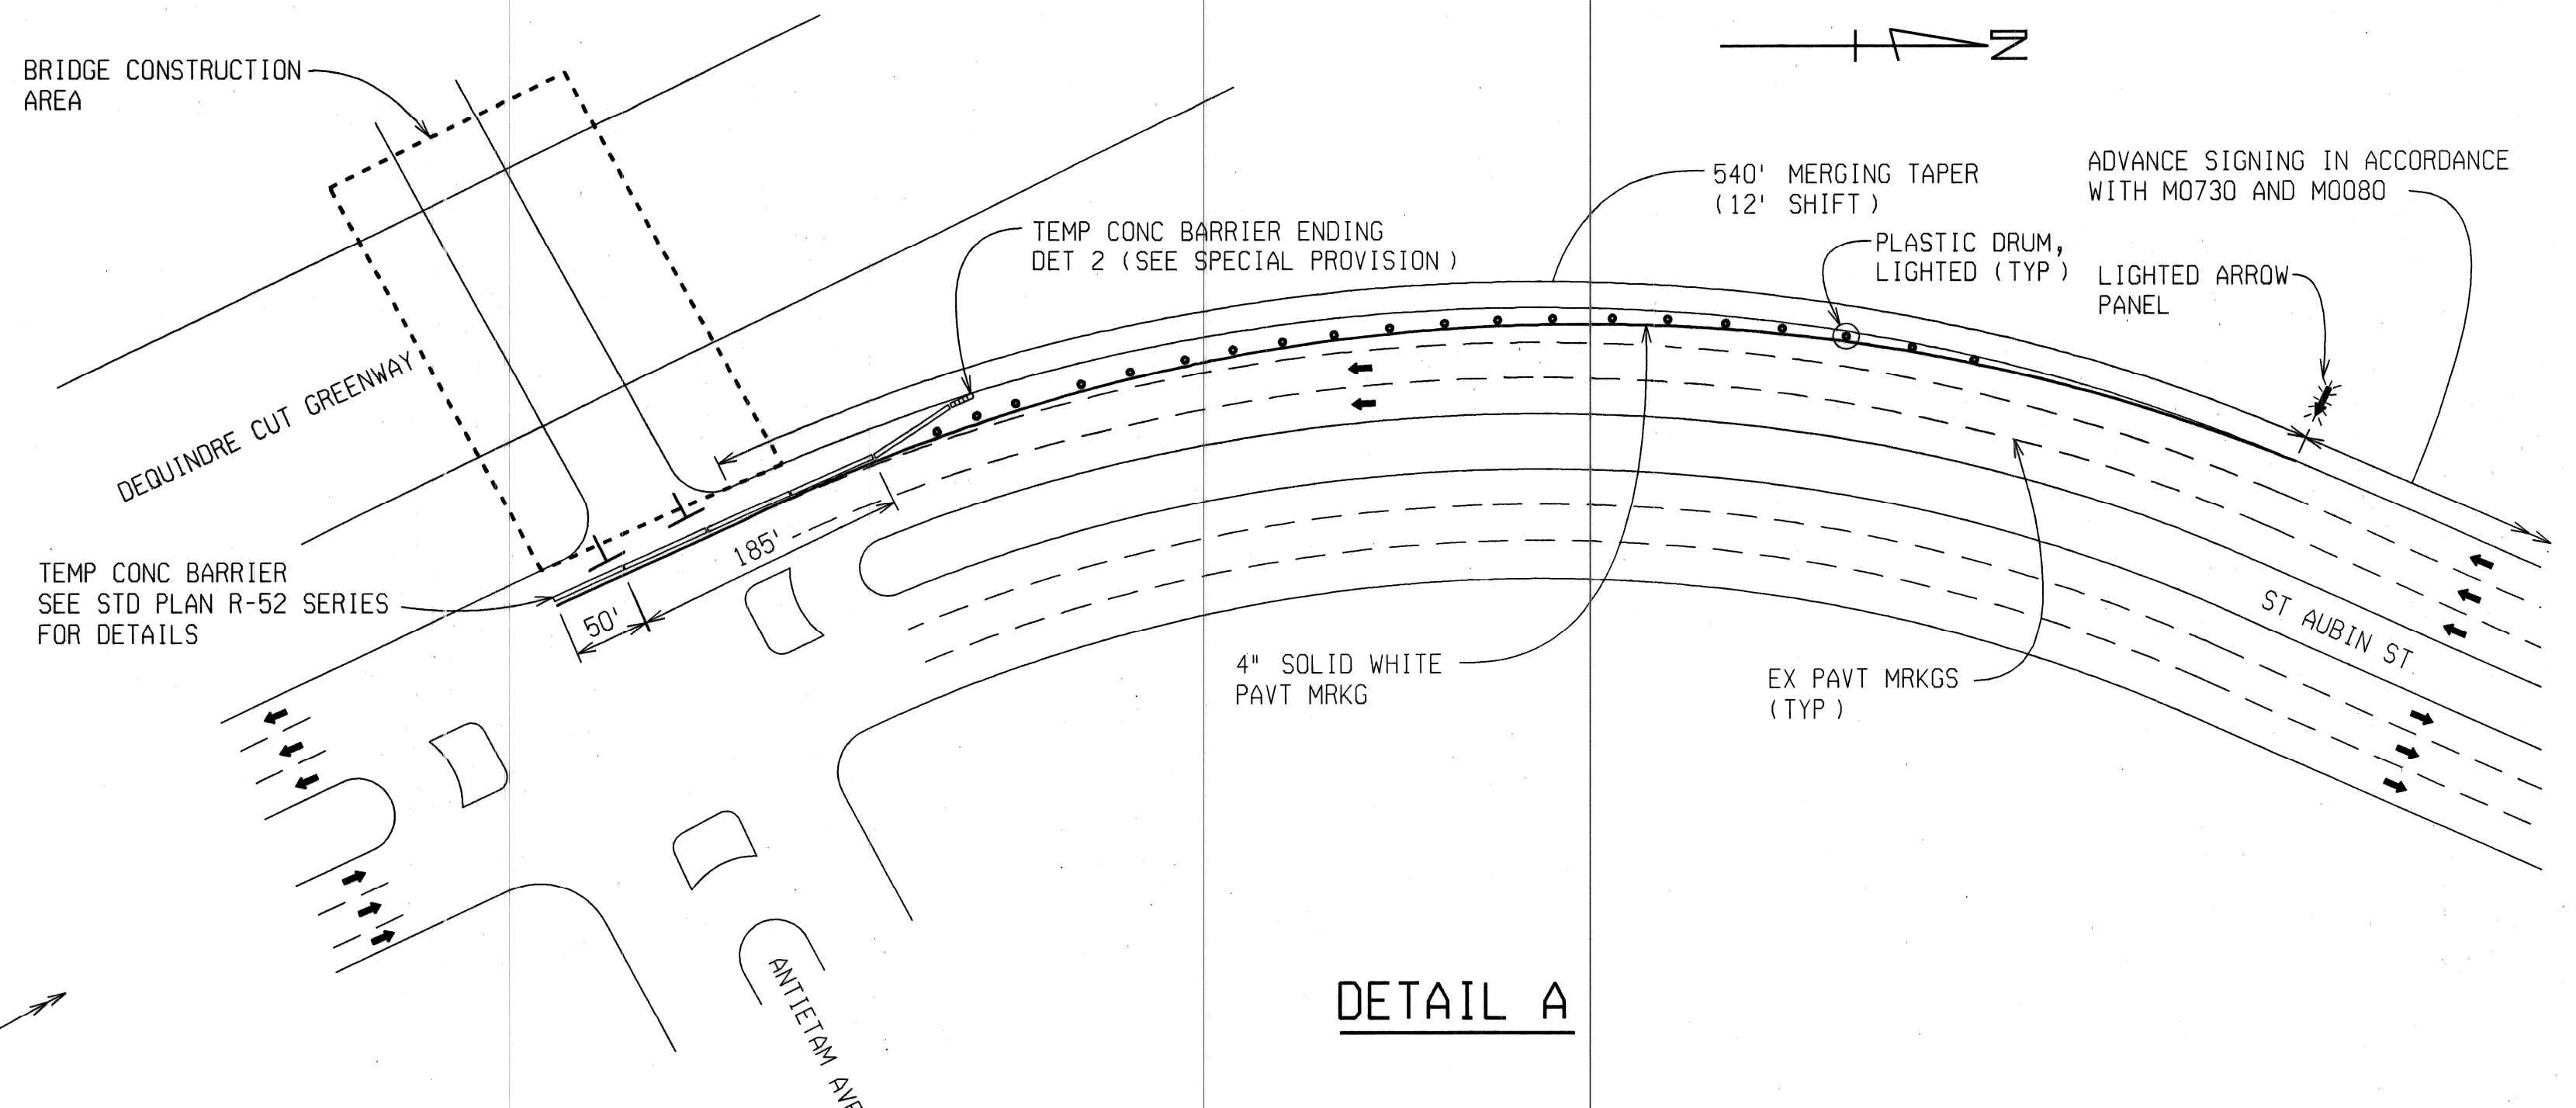 N
BRIDGE CONSTRUCTION
AREA
540' MERGING TAPER
(12' SHIFT)
ADVANCE SIGNING IN ACCORDANCE
WITH M0730 AND M0080
TEMP CONC BARRIER ENDING
DET 2 (SEE SPECIAL PROVISION)
PLASTIC DRUM,
LIGHTED (TYP)
LIGHTED ARROW
PANEL
DEQUINDRE CUT GREENWAY
TEMP CONC BARRIER
SEE STD PLAN R-52 SERIES
FOR DETAILS
185'
50'
4" SOLID WHITE
PAVT MRKG
EX PAVT MRKGS
(TYP)
ST AUBIN ST
ANTIETAM AVE
DETAIL A